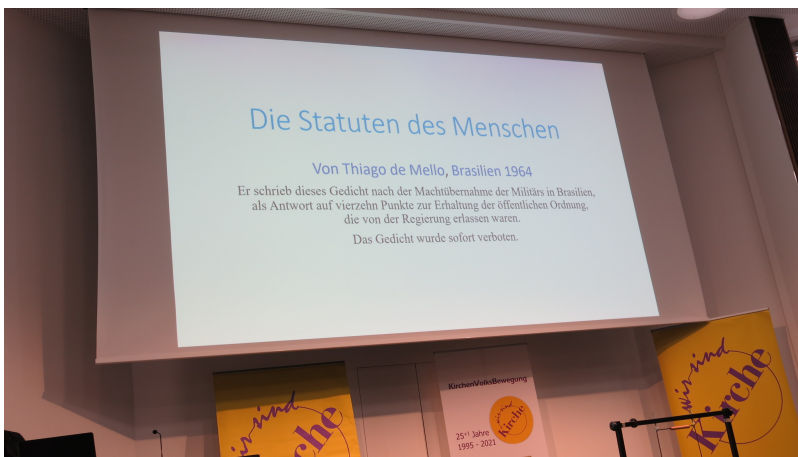 Die Statuten des Menschen
Von Thiago de Mello, Brasilien 1964
Er schrieb dieses Gedicht nach der Machtübernahme der Militärs in Brasilien,
als Antwort auf vierzehn Punkte zur Erhaltung der öffentlichen Ordnung,
die von der Regierung erlassen waren.
Das Gedicht wurde sofort verboten.
wir sind
Kirche
KirchenVolksBewegung
wir sind
Kirche
25+1 Jahre
1995 - 2021
wir sind
Kirche